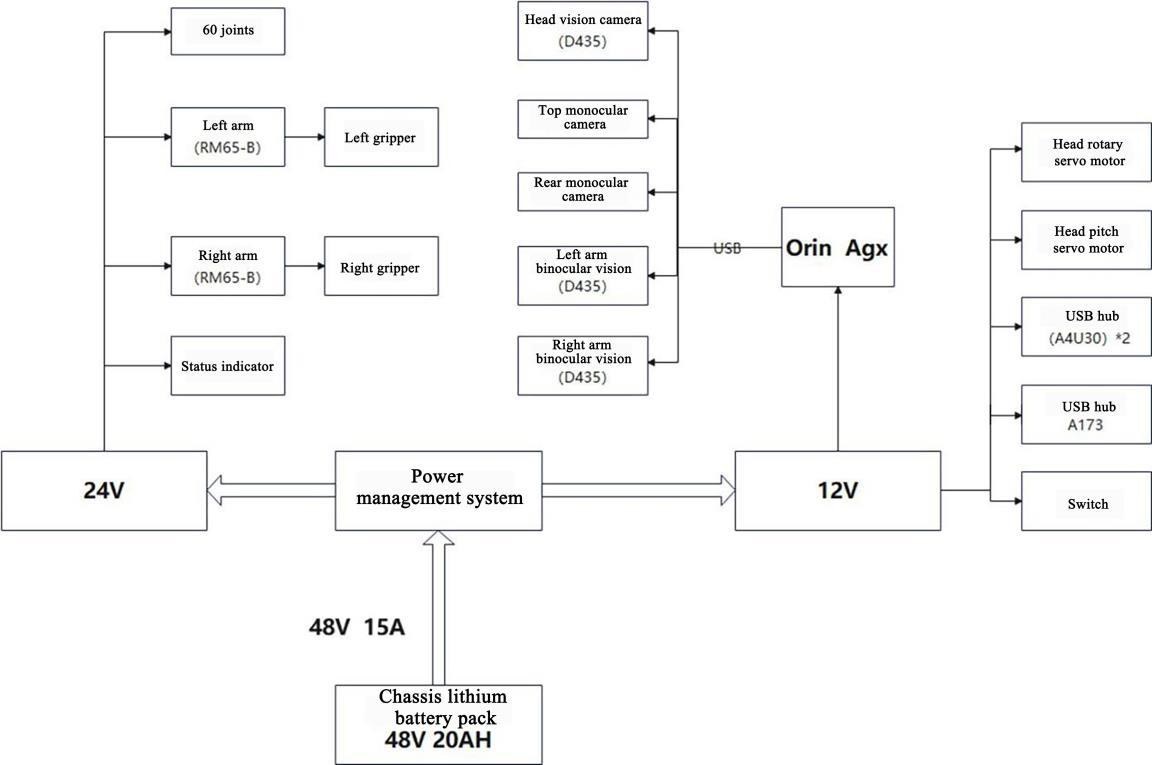 60 joints
Left arm
(RM65-B)
Left gripper
Right arm
(RM65-B)
Right gripper
Status indicator
Head vision camera
(D435)
Top monocular
camera
Rear monocular
camera
Left arm
binocular vision
(D435)
Right arm
binocular vision
(D435)
USB
Orin Agx
Head rotary
servo motor
Head pitch
servo motor
USB hub
(A4U30) *2
USB hub
A173
Switch
24V
Power
management system
12V
48V 15A
Chassis lithium
battery pack
48V 20AH